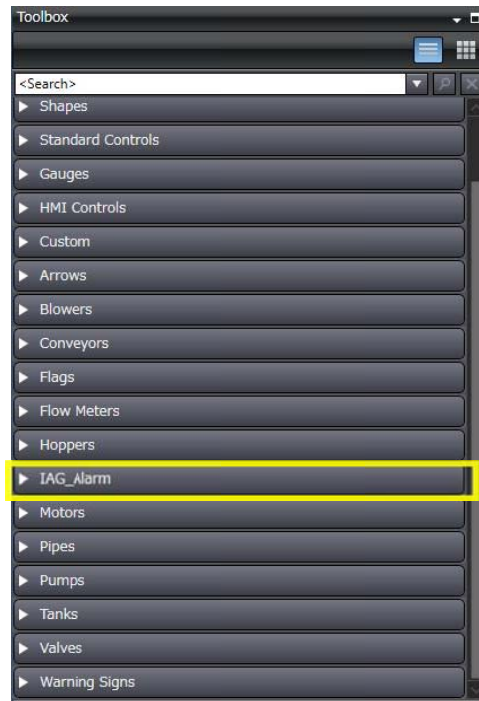 Toolbox
<Search>
Shapes
Standard Controls
Gauges
HMI Controls
Custom
Arrows
Blowers
Conveyors
Flags
Flow Meters
Hoppers
IAG_Alarm
Motors
Pipes
Pumps
Tanks
Valves
Warning Signs